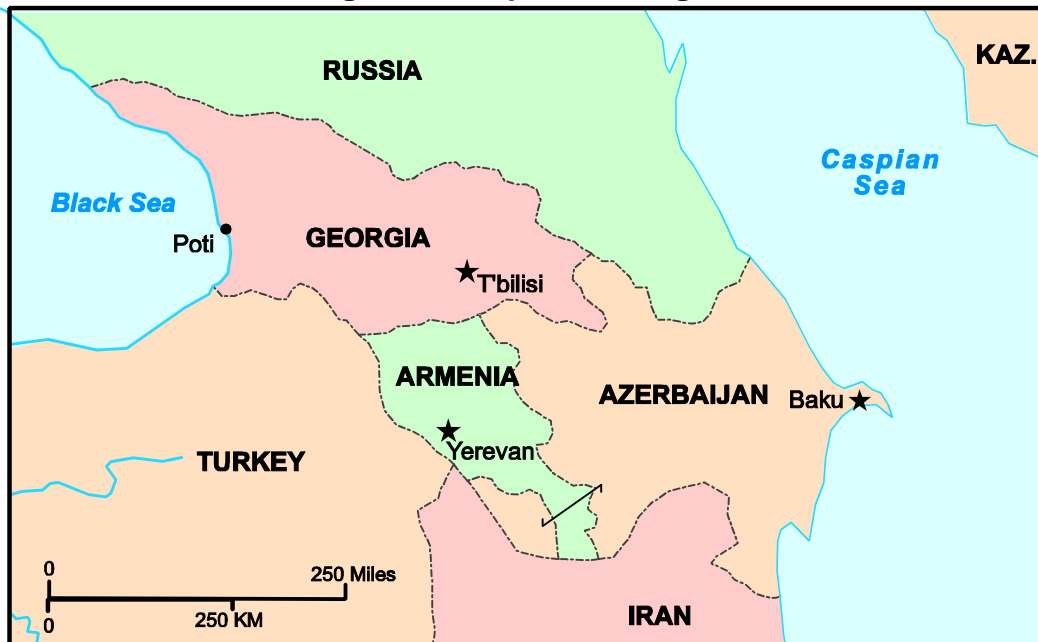 RUSSIA
KAZ.
Caspian
Sea
Black Sea
Poti
GEORGIA
T'bilisi
ARMENIA
AZERBAIJAN
Baku
Yerevan
TURKEY
0
250 Miles
0
250 KM
IRAN